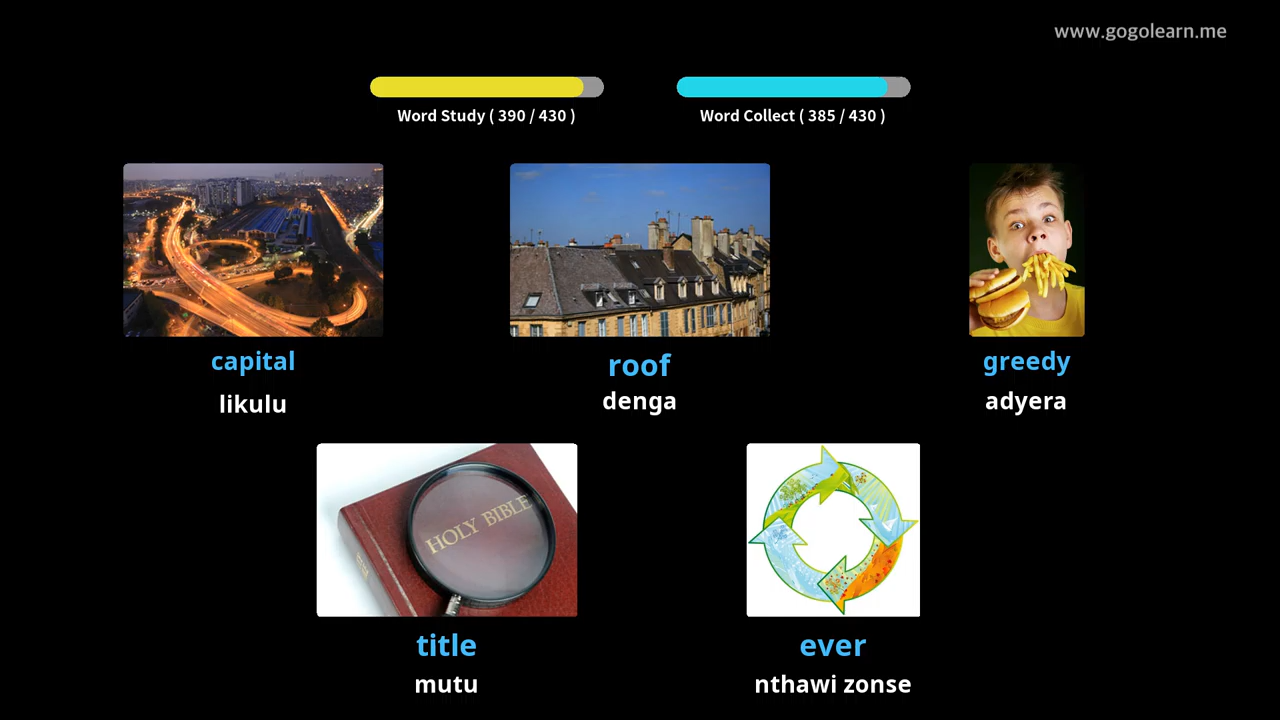 www.gogolearn.me
Word Study ( 390 / 430 )
Word Collect ( 385 / 430 )
capital
likulu
roof
denga
greedy
adyera
HOLY BIBLE
title
mutu
ever
nthawi zonse